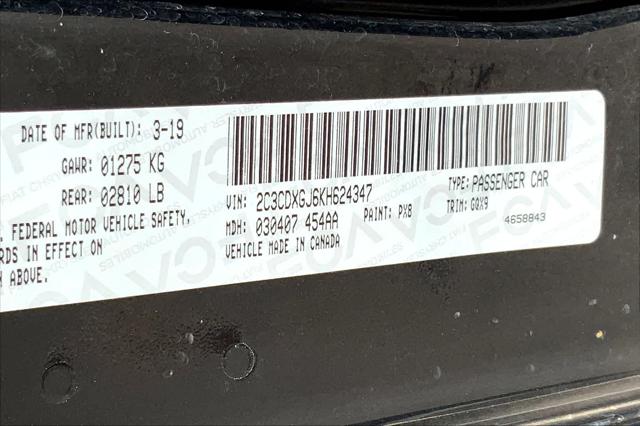 DATE OF MFR(BUILT): 3-19
GAWR: 01275 KG
REAR: 02810 LB
FEDERAL MOTOR VEHICLE SAFETY,
RDS IN EFFECT ON
ABOVE.
VIN: 2C3CDXGJ6KH624347
TYPE: PASSENGER CAR
MDH: 030407 454AA
PAINT: PX8
TRIM: GQX9
VEHICLE MADE IN CANADA
4658843